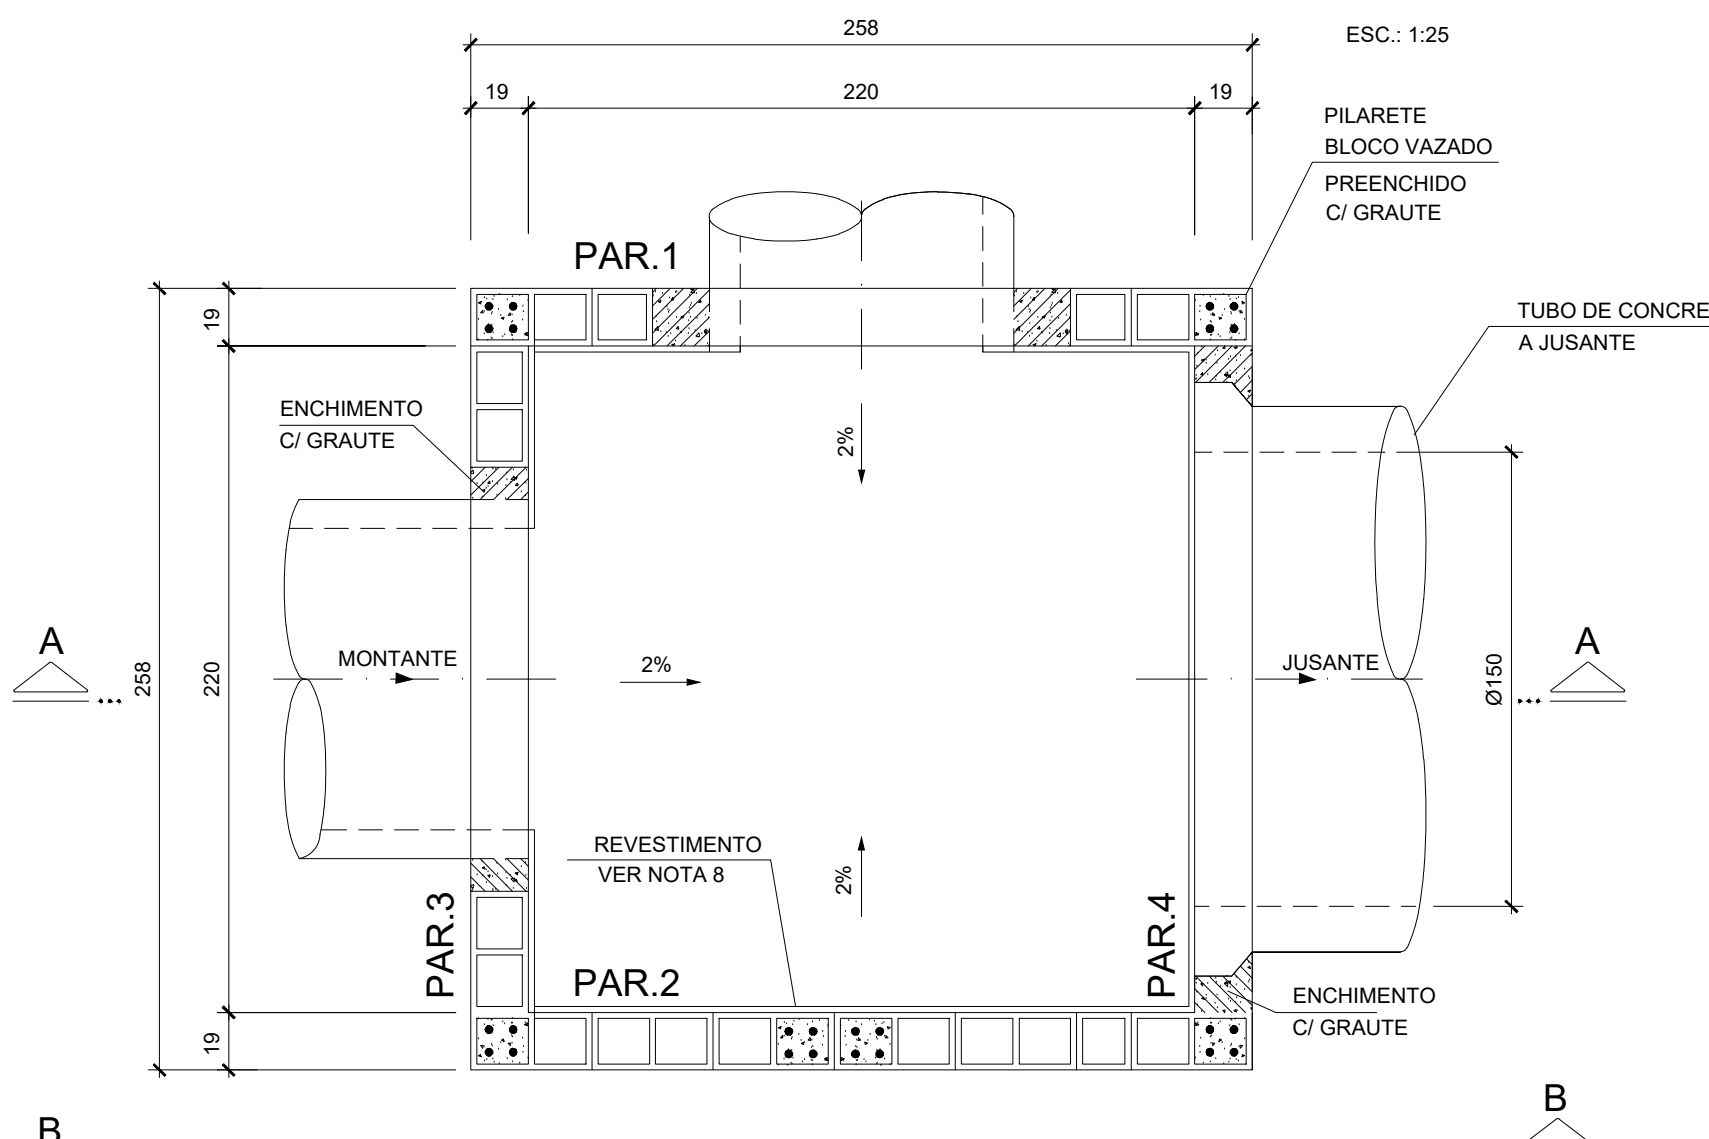 258
ESC.: 1:25
19
220
19
PILARETE
BLOCO VAZADO
PREENCHIDO
C/ GRAUTE
PAR.1
19
TUBO DE CONCRE
A JUSANTE
ENCHIMENTO
C/ GRAUTE
2%
A
MONTANTE
2%
JUSANTE
A
258
220
Ø150
REVESTIMENTO
VER NOTA 8
2%
PAR.3
PAR.2
PAR.4
ENCHIMENTO
C/ GRAUTE
19
B
B